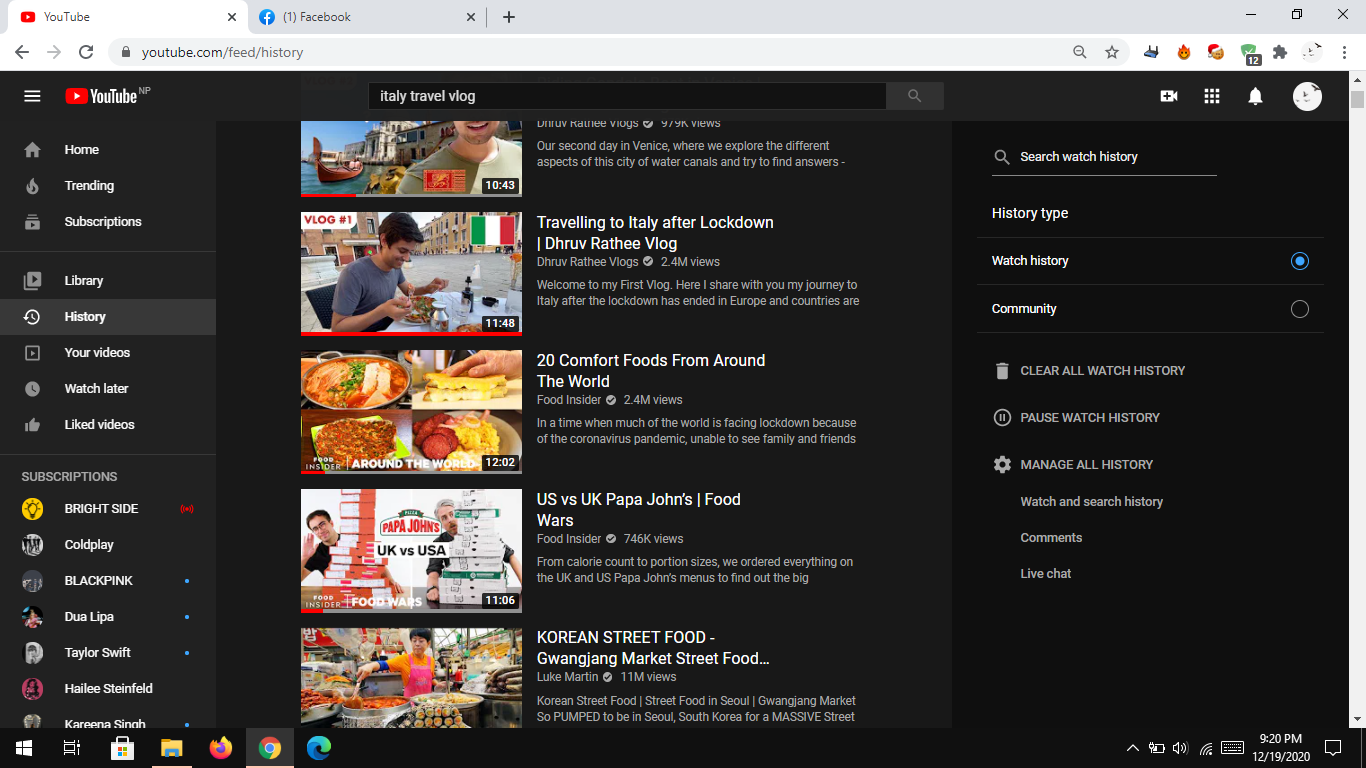 YouTube
(1) Facebook
youtube.com/feed/history
12
YouTube NP
italy travel vlog
Home
Trending
Subscriptions
Library
History
Your videos
Watch later
Liked videos
SUBSCRIPTIONS
BRIGHT SIDE
Coldplay
BLACKPINK
Dua Lipa
Taylor Swift
Hailee Steinfeld
Kareena Singh
10:43
Dhruv Rathee Vlogs 979K views
Our second day in Venice, where we explore the different
aspects of this city of water canals and try to find answers -
VLOG #1
11:48
Travelling to Italy after Lockdown
| Dhruv Rathee Vlog
Dhruv Rathee Vlogs 2.4M views
Welcome to my First Vlog. Here I share with you my journey to
Italy after the lockdown has ended in Europe and countries are
FOOD
INSIDER | AROUND THE WORLD
12:02
20 Comfort Foods From Around
The World
Food Insider 2.4M views
In a time when much of the world is facing lockdown because
of the coronavirus pandemic, unable to see family and friends
PIZZA
PAPA JOHN'S
UK vs USA
FOOD
INSIDER | FOOD WARS
11:06
US vs UK Papa John’s | Food
Wars
Food Insider 746K views
From calorie count to portion sizes, we ordered everything on
the UK and US Papa John’s menus to find out the big
KOREAN STREET FOOD -
Gwangjang Market Street Food...
Luke Martin 11M views
Korean Street Food | Street Food in Seoul | Gwangjang Market
So PUMPED to be in Seoul, South Korea for a MASSIVE Street
Search watch history
History type
Watch history
Community
CLEAR ALL WATCH HISTORY
PAUSE WATCH HISTORY
MANAGE ALL HISTORY
Watch and search history
Comments
Live chat
9:20 PM
12/19/2020